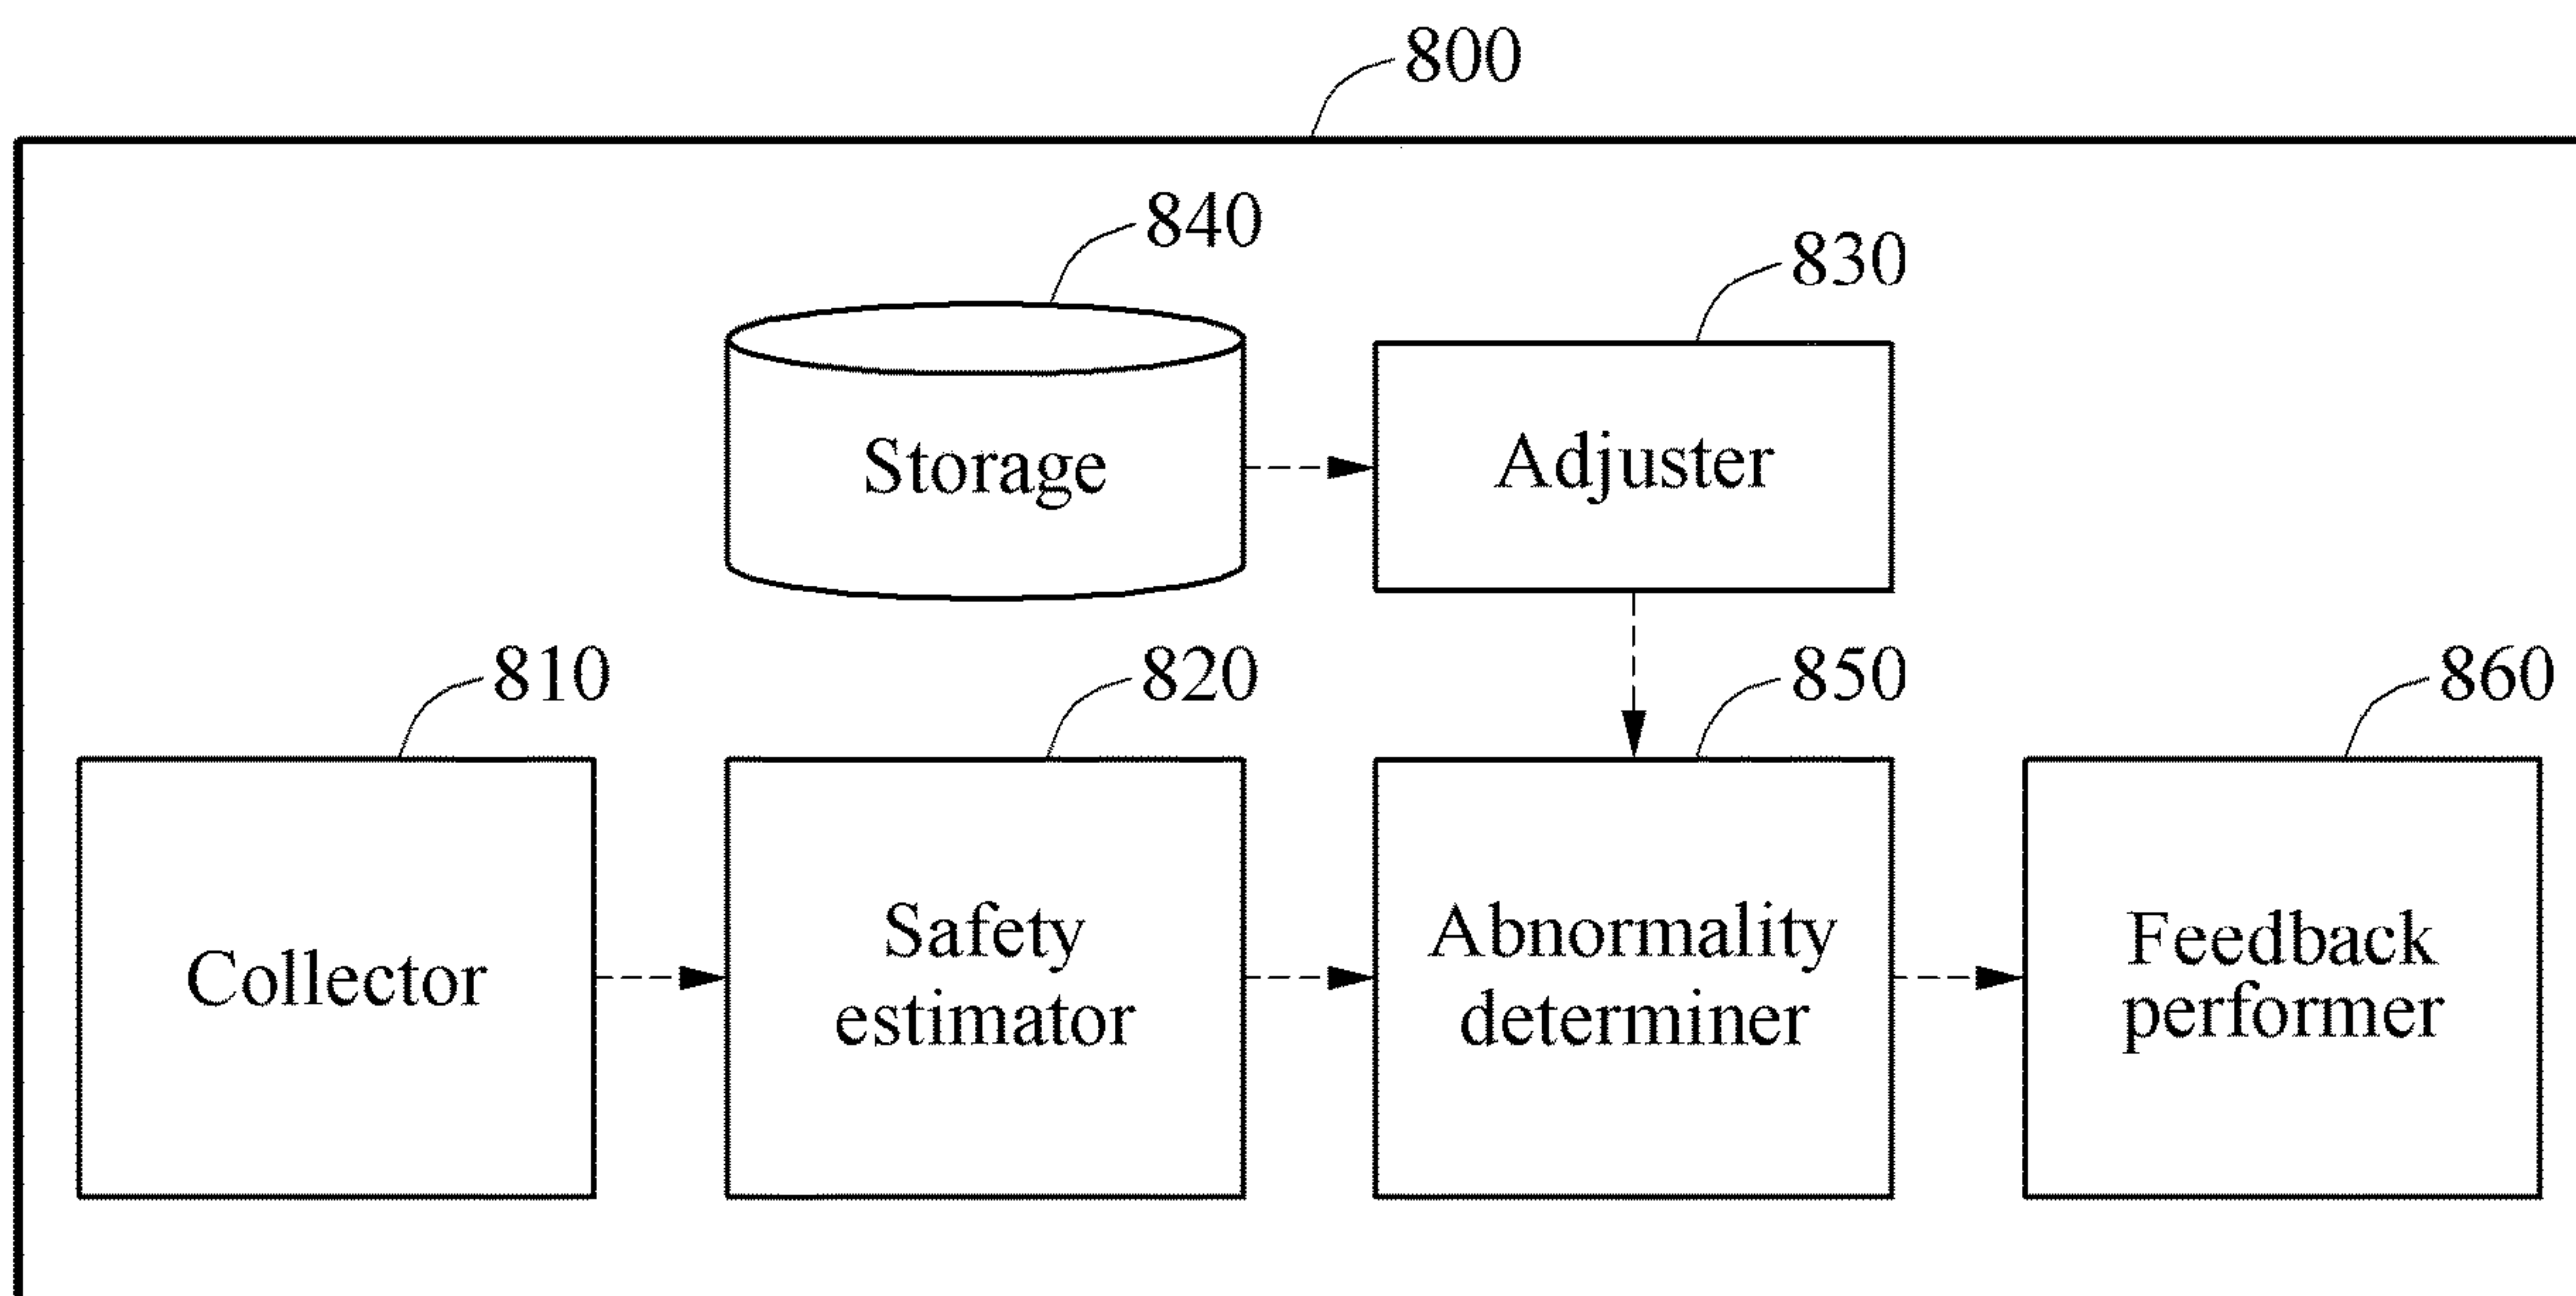 800
840
830
Storage
Adjuster
810
820
850
860
Collector
Safety
estimator
Abnormality
determiner
Feedback
performer